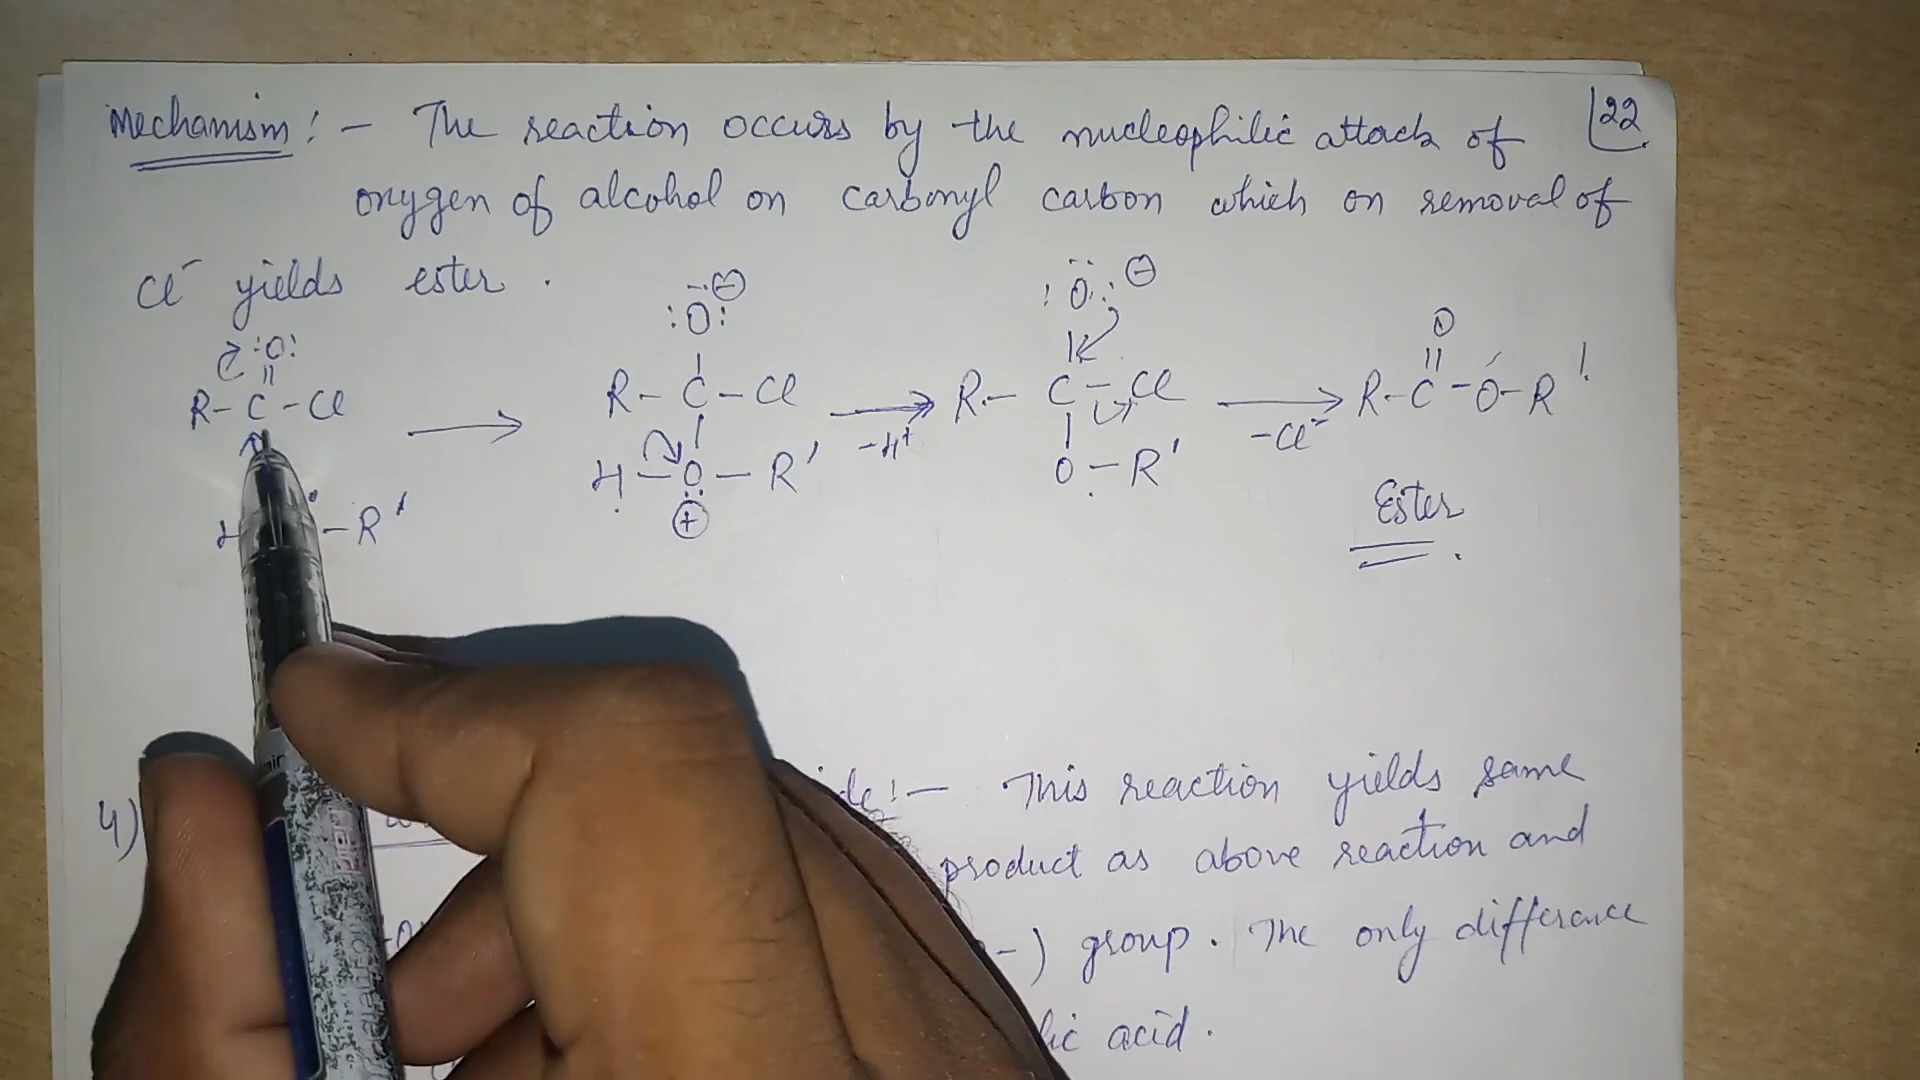 Mechanism :- The reaction occurs by the nucleophilic attack of
22
oxygen of alcohol on carbonyl carbon which on removal of
Cl⁻ yields ester .
:O:
||
R-C-Cl
H
-R'
:O: ⊖
|
R-C-Cl
|
H-O-R'
⊕
-H⁺
:O: ⊖
R-C-Cl
|
O-R'
-Cl⁻
O
||
R-C-O-R'
Ester
4)
:- This reaction yields same
product as above reaction and
-) group. The only difference
acid.